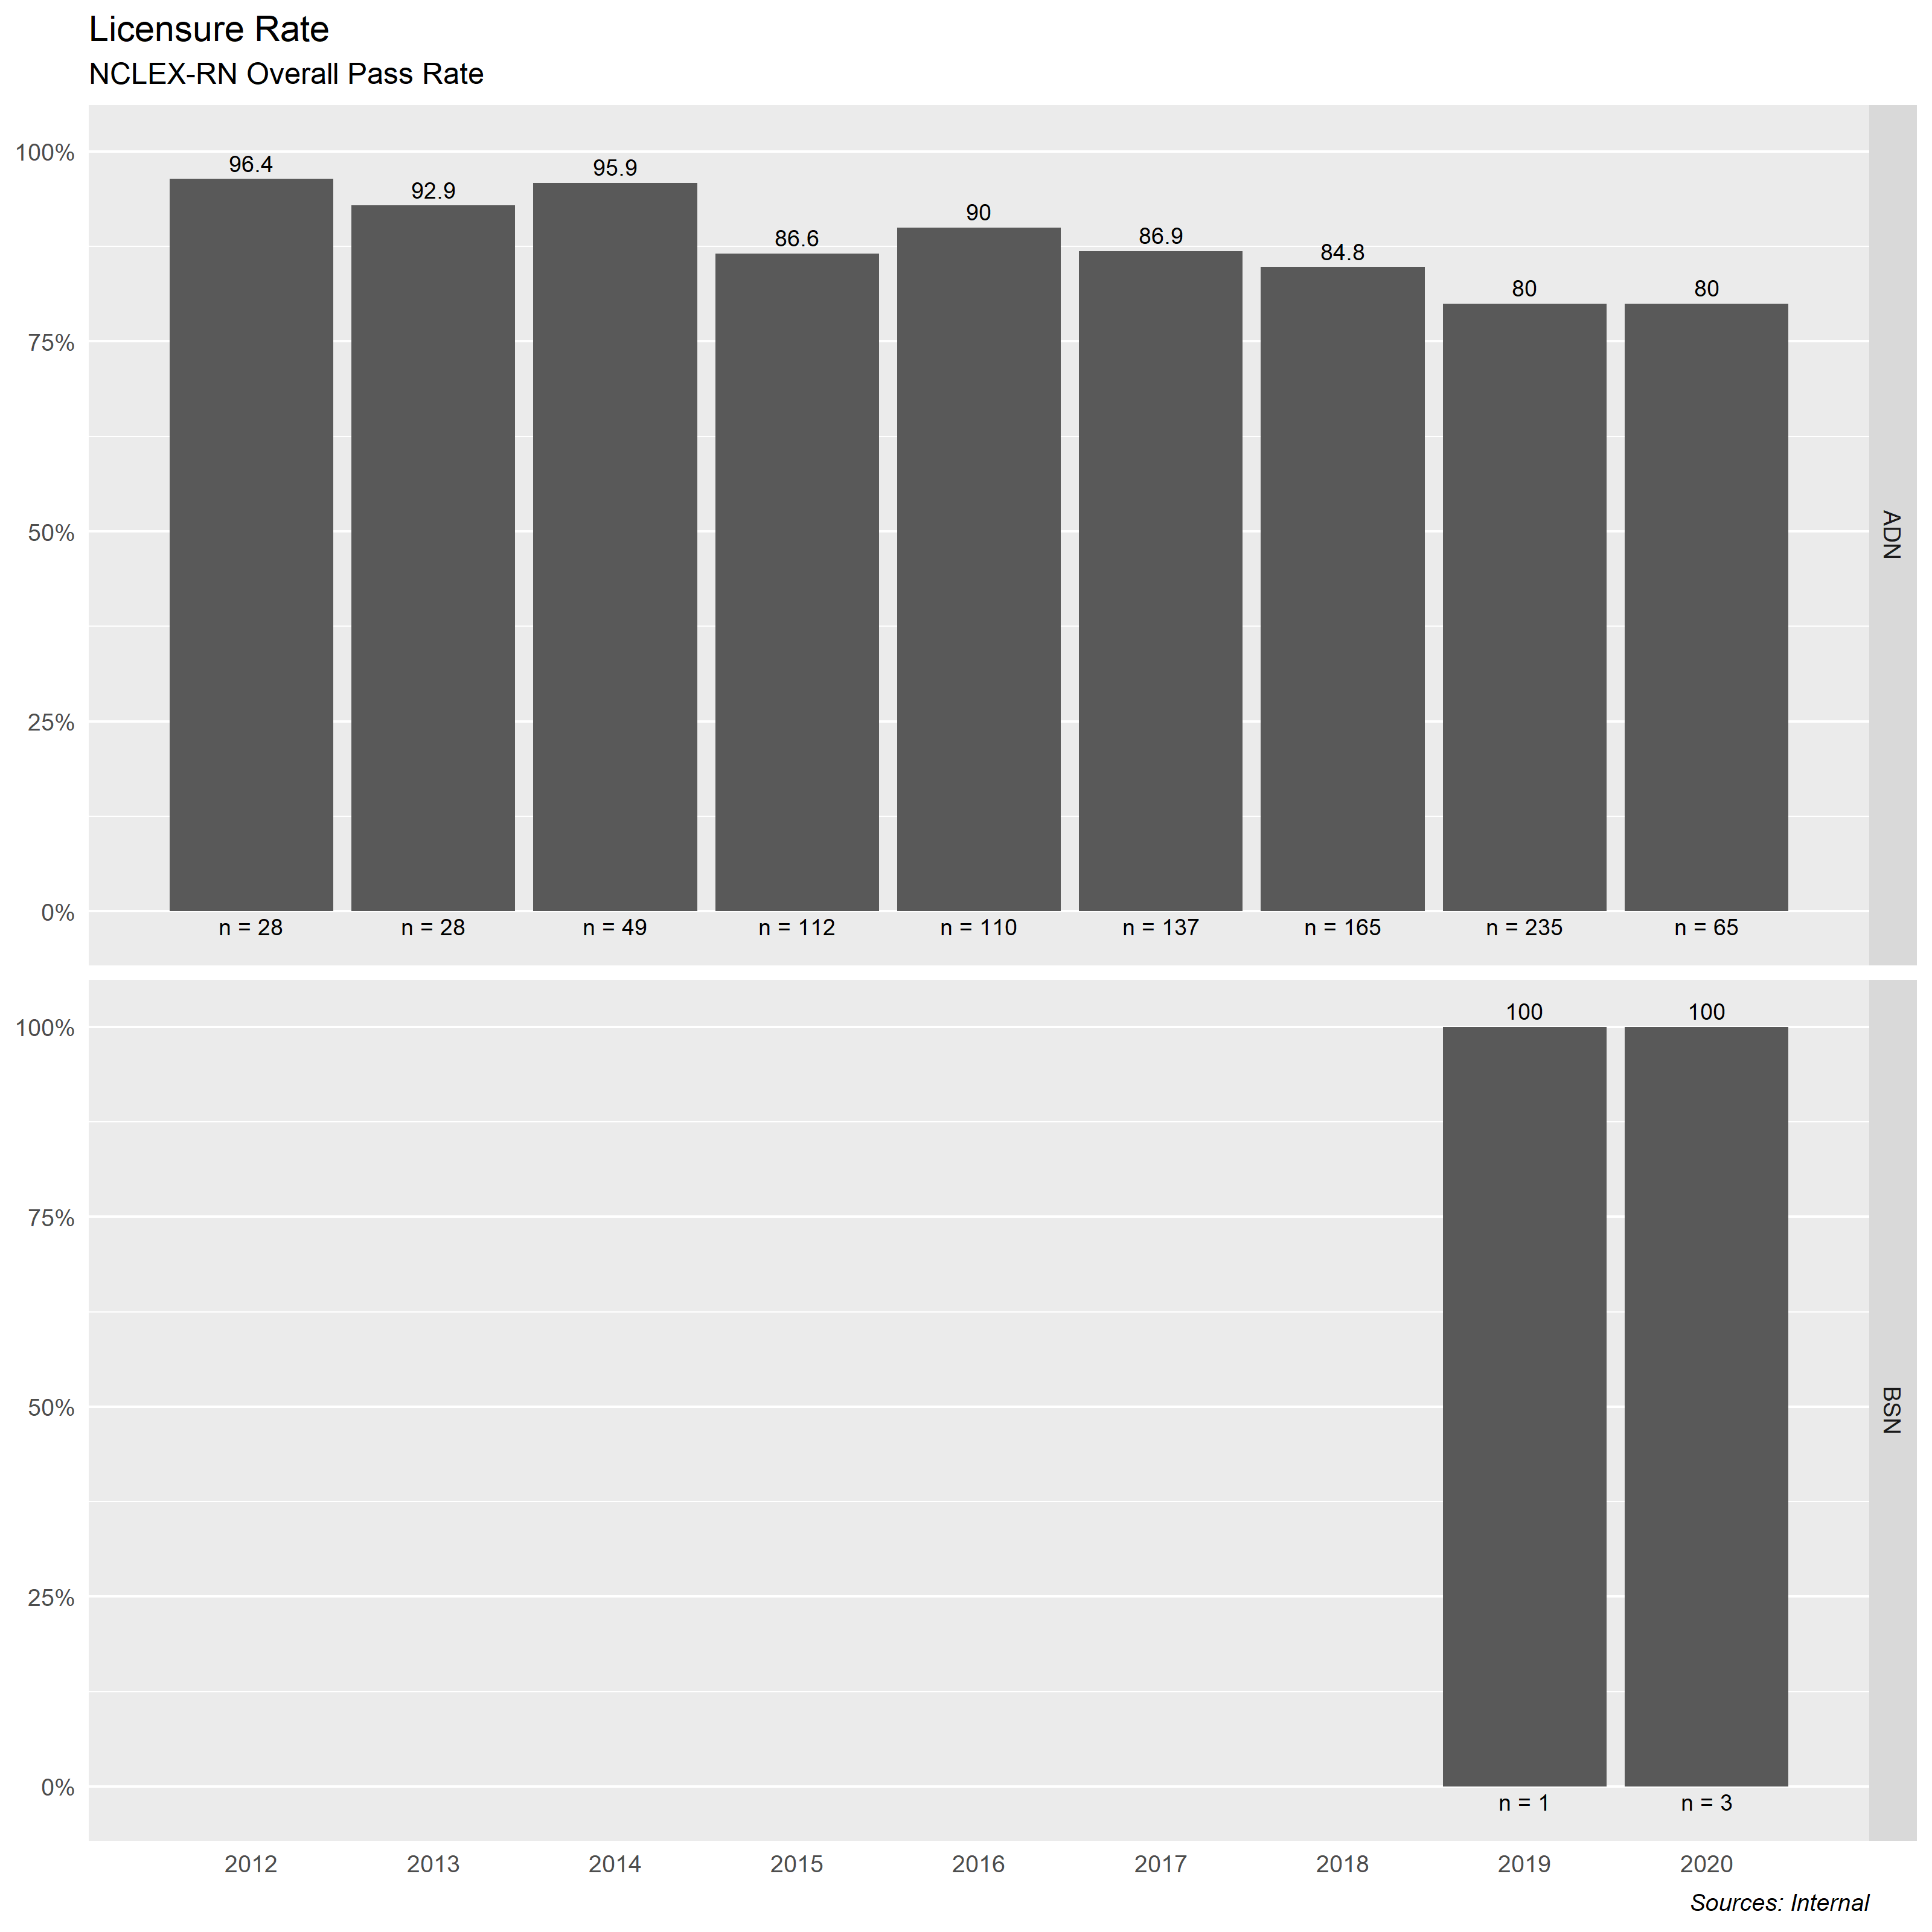 Licensure Rate
NCLEX-RN Overall Pass Rate
100%
75%
50%
25%
0%
96.4
92.9
95.9
86.6
90
86.9
84.8
80
80
n = 28
n = 28
n = 49
n = 112
n = 110
n = 137
n = 165
n = 235
n = 65
ADN
100%
75%
50%
25%
0%
100
100
n = 1
n = 3
BSN
2012
2013
2014
2015
2016
2017
2018
2019
2020
Sources: Internal